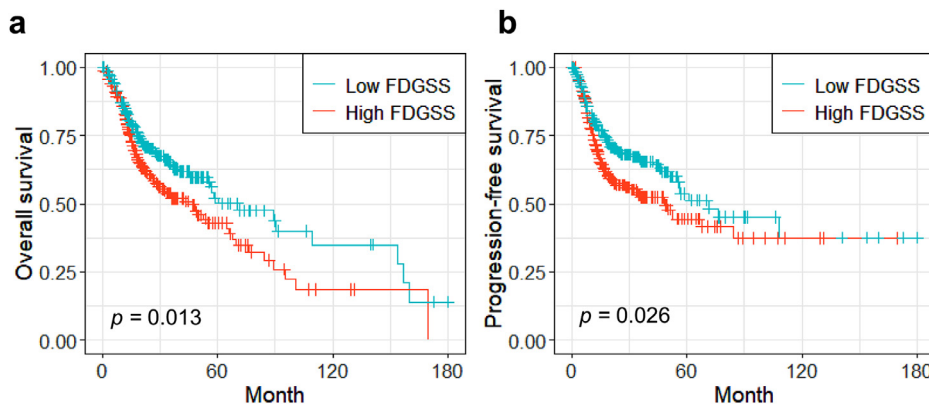 a
Overall survival
1.00
0.75
0.50
0.25
0.00
Low FDGSS
High FDGSS
p = 0.013
0 60 120 180
Month
b
Progression-free survival
1.00
0.75
0.50
0.25
0.00
Low FDGSS
High FDGSS
p = 0.026
0 60 120 180
Month